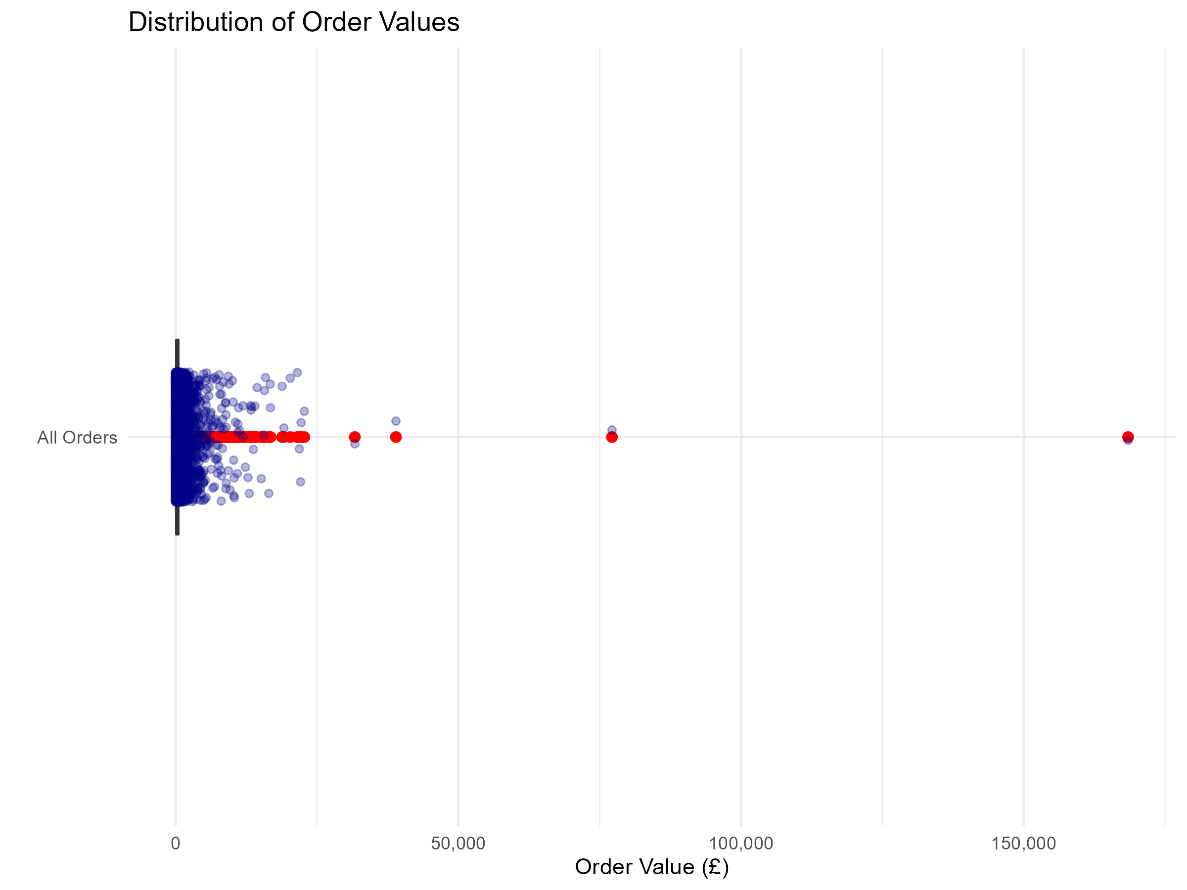 Distribution of Order Values
All Orders
0 50,000 100,000 150,000
Order Value (£)